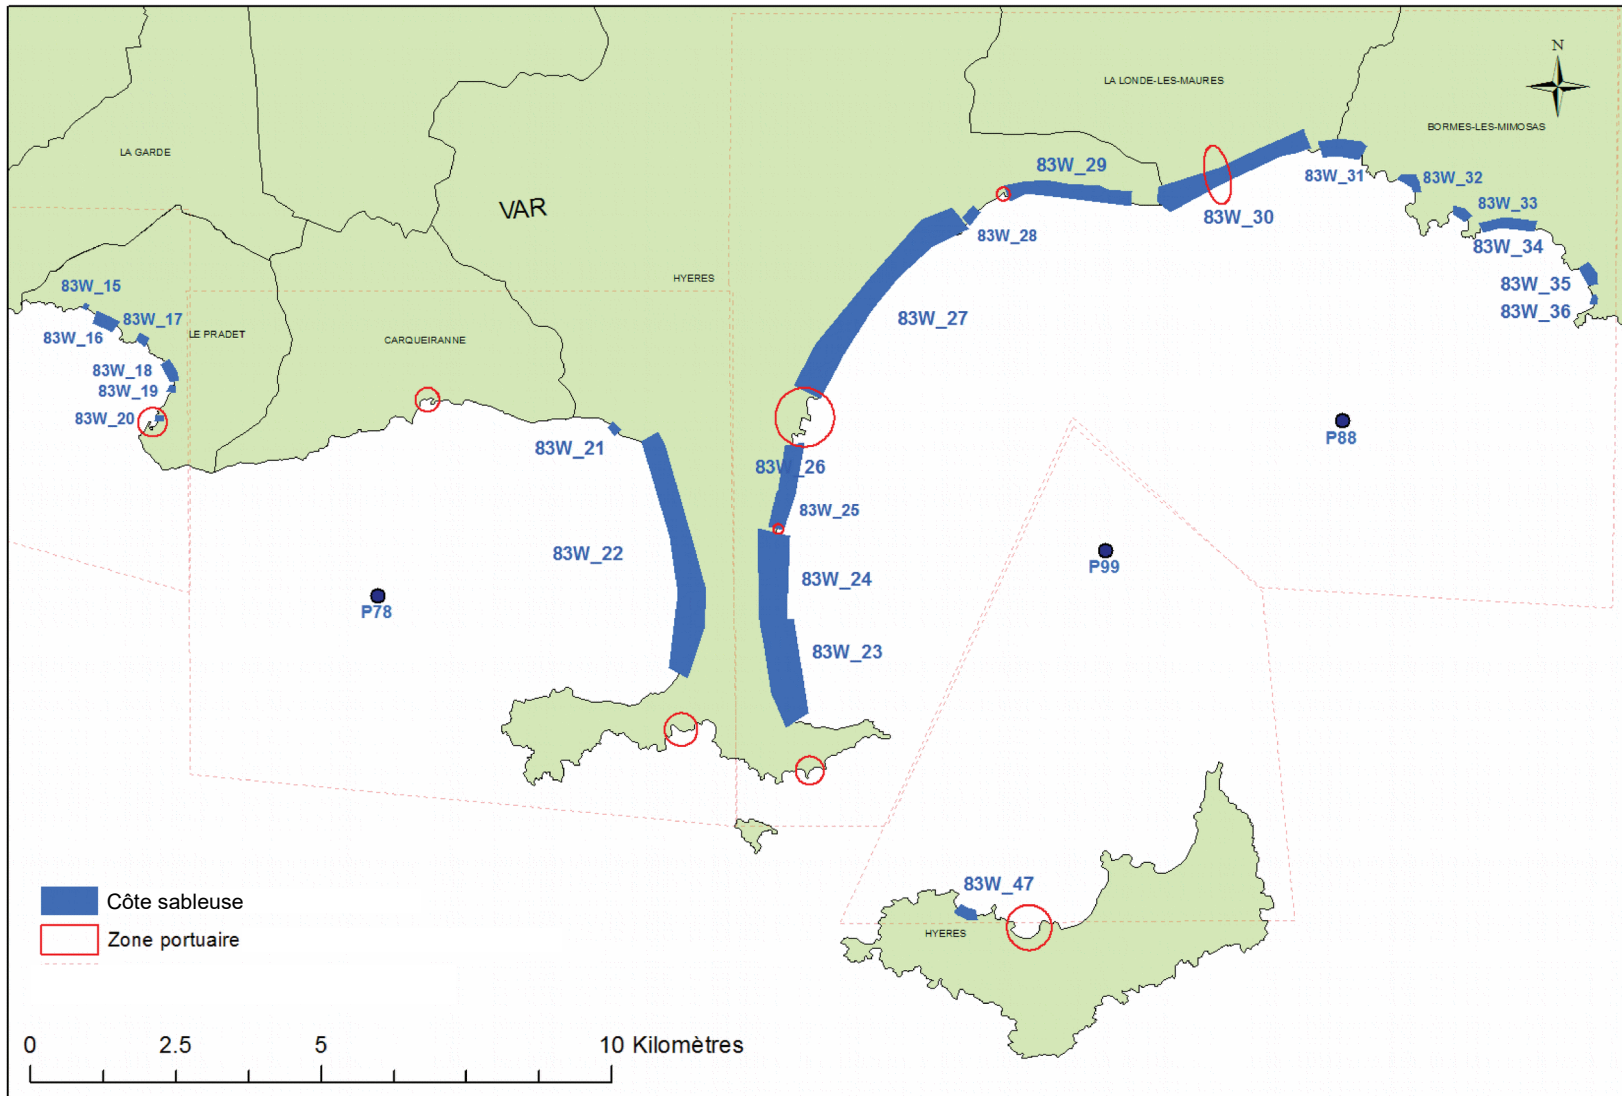 N
LA LONDE-LES-MAURES
BORMES-LES-MIMOSAS
LA GARDE
83W_29
83W_31
83W_32
VAR
83W_33
83W_30
83W_28
83W_34
HYERES
83W_15
83W_35
83W_17
83W_27
83W_36
83W_16
LE PRADET
CARQUEIRANNE
83W_18
83W_19
83W_20
P88
83W_21
83W_26
83W_25
83W_22
P99
83W_24
P78
83W_23
83W_47
Côte sableuse
HYERES
Zone portuaire
0 2.5 5 10 Kilomètres